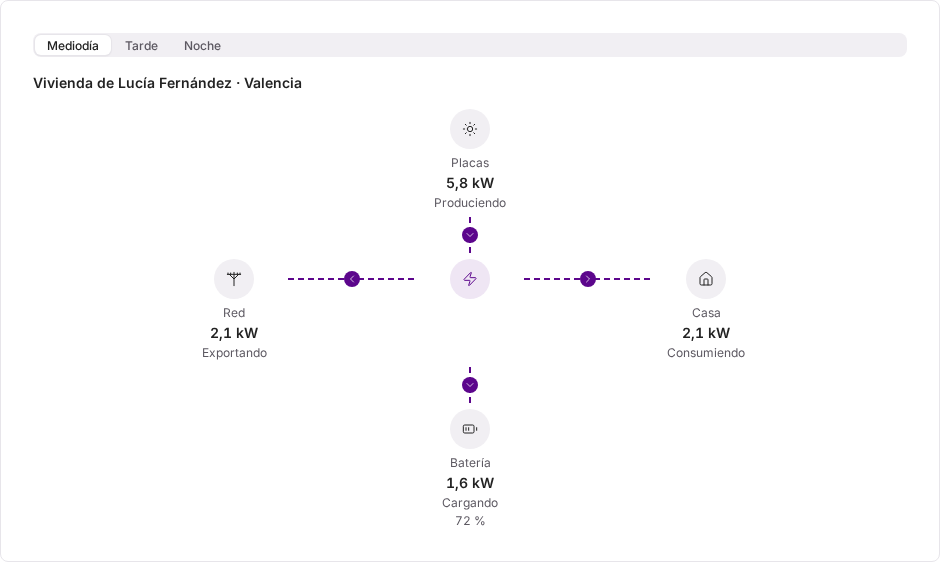 Mediodía Tarde Noche
Vivienda de Lucía Fernández · Valencia
Placas
5,8 kW
Produciendo
Red
2,1 kW
Exportando
Casa
2,1 kW
Consumiendo
Batería
1,6 kW
Cargando
72 %